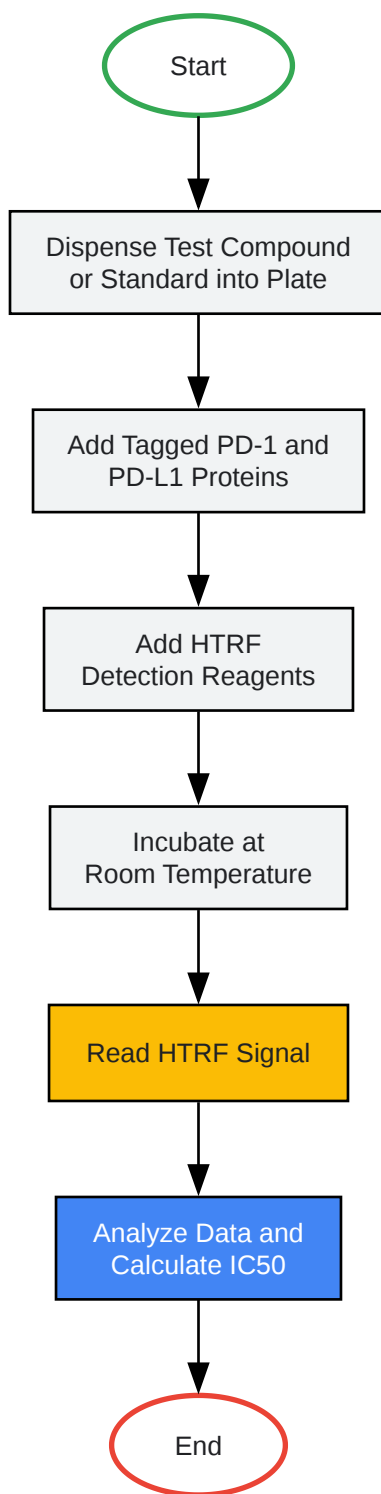 Start
Dispense Test Compound
or Standard into Plate
Add Tagged PD-1 and
PD-L1 Proteins
Add HTRF
Detection Reagents
Incubate at
Room Temperature
Read HTRF Signal
Analyze Data and
Calculate IC50
End